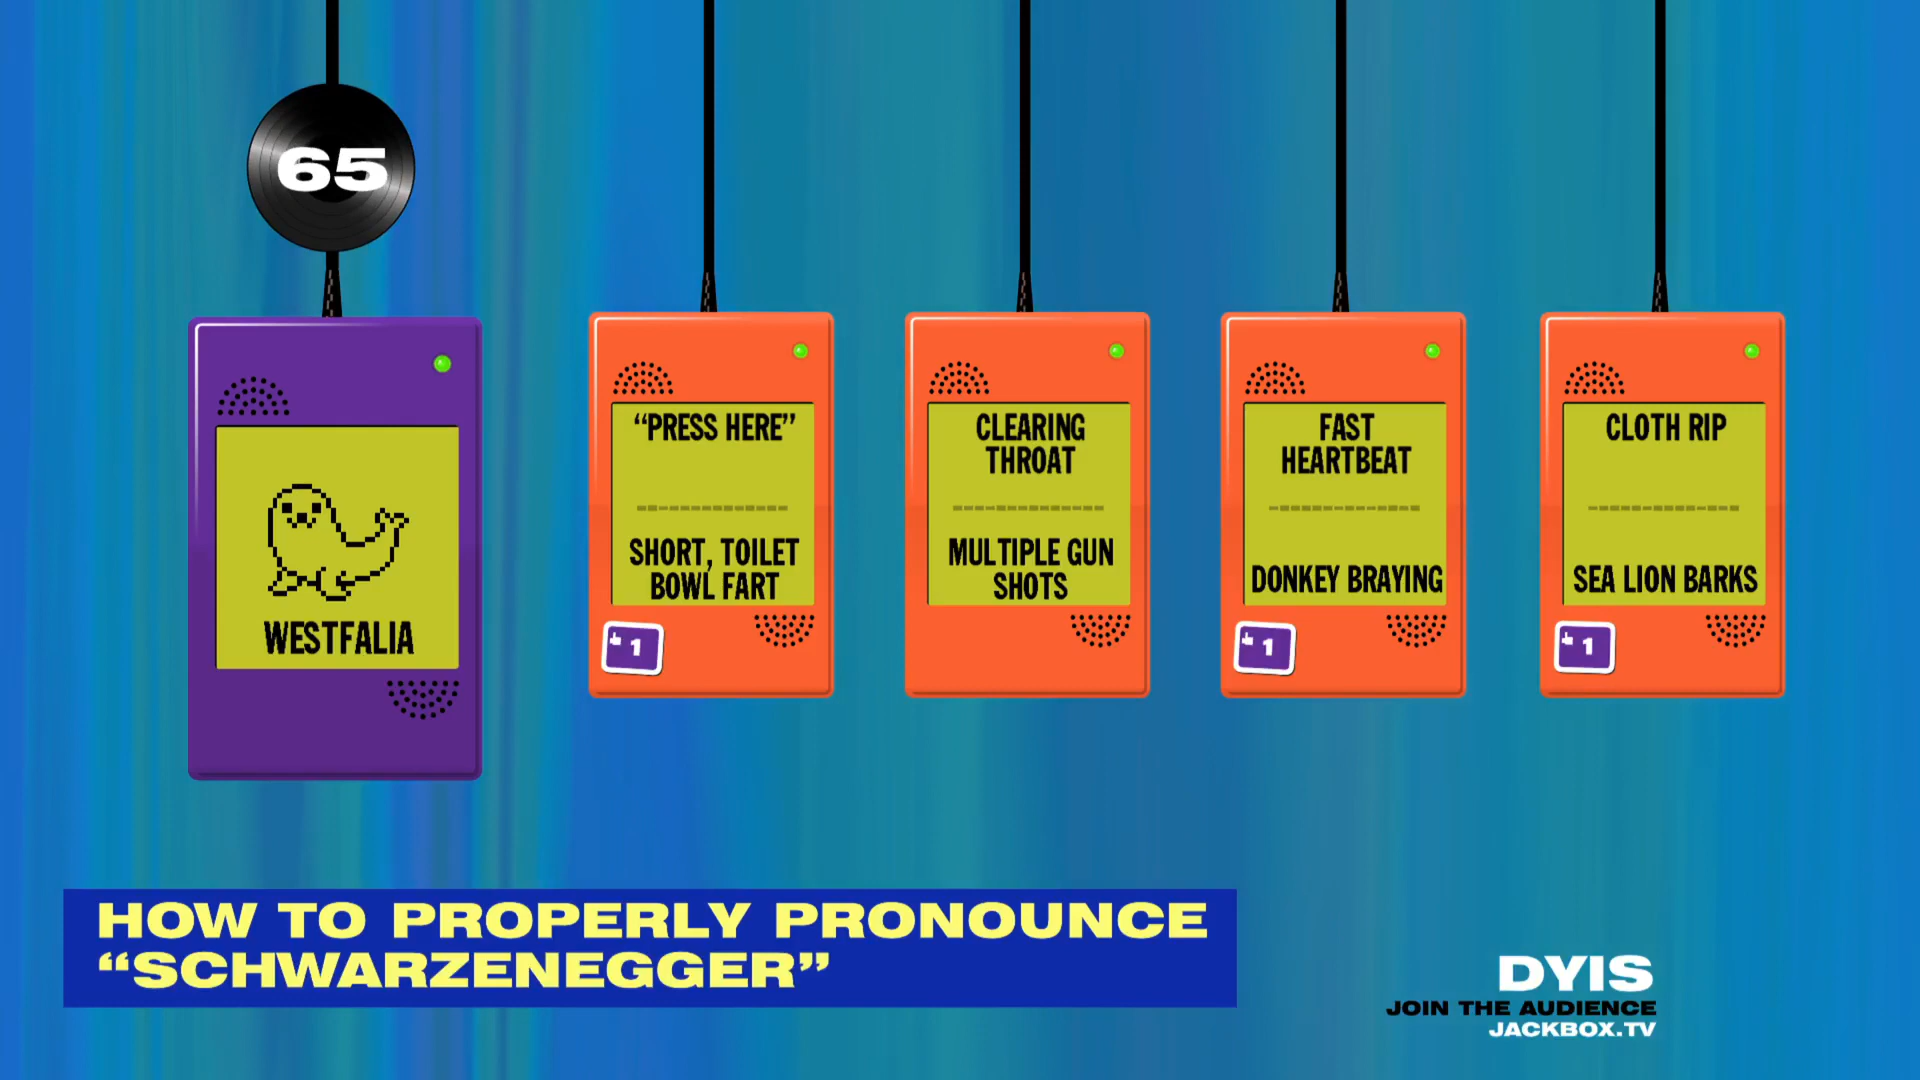 65
WESTFALIA
“PRESS HERE”
SHORT, TOILET
BOWL FART
1
CLEARING
THROAT
MULTIPLE GUN
SHOTS
FAST
HEARTBEAT
DONKEY BRAYING
1
CLOTH RIP
SEA LION BARKS
1
HOW TO PROPERLY PRONOUNCE
“SCHWARZENEGGER”
DYIS
JOIN THE AUDIENCE
JACKBOX.TV